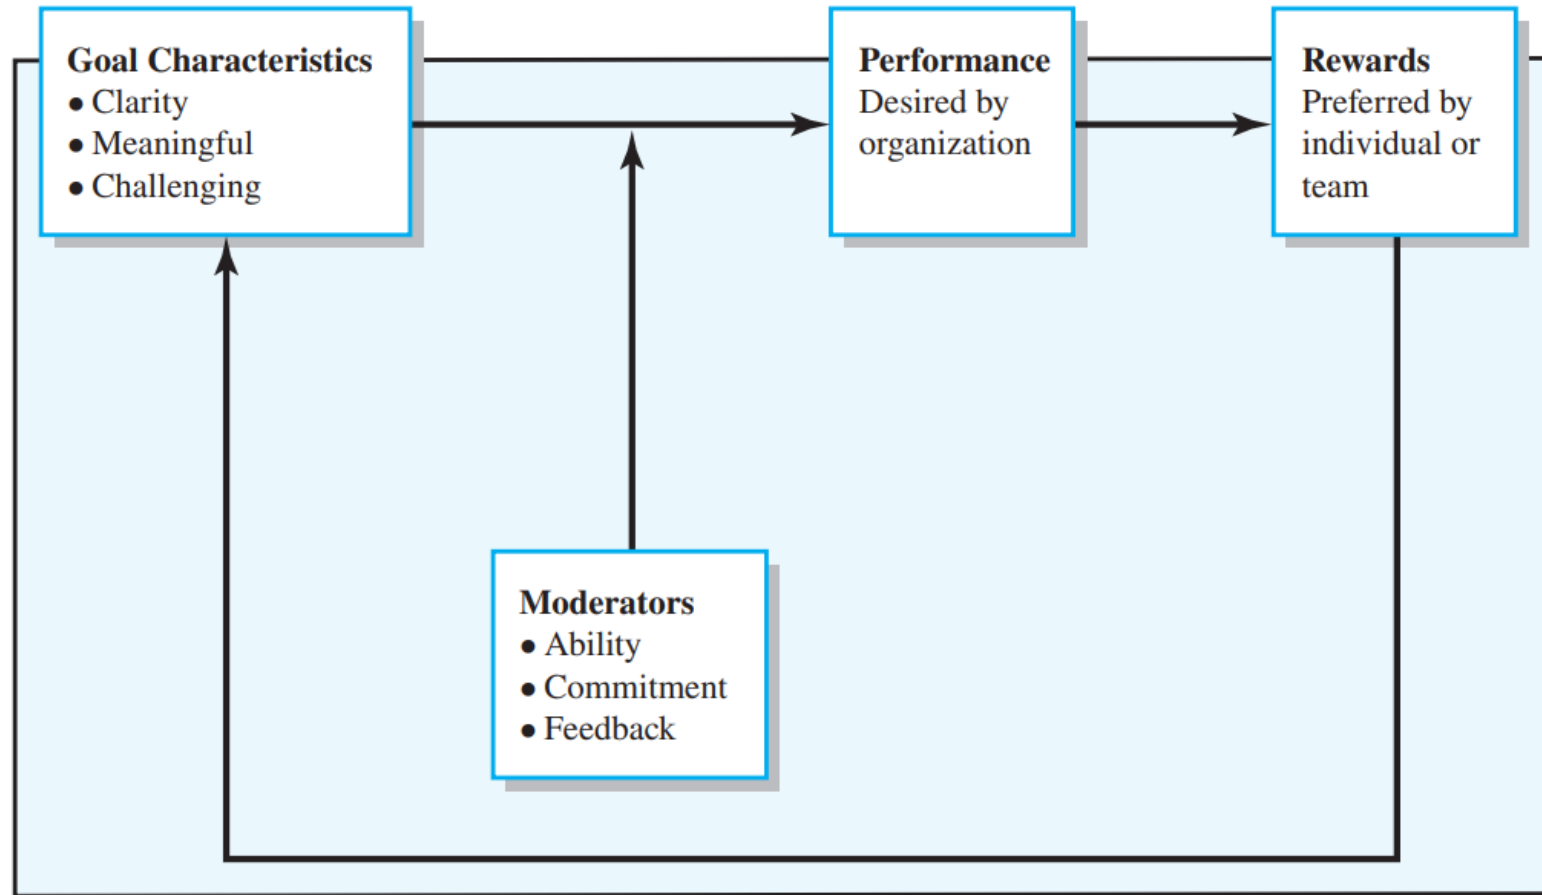 Goal Characteristics
• Clarity
• Meaningful
• Challenging
Performance
Desired by
organization
Rewards
Preferred by
individual or
team
Moderators
• Ability
• Commitment
• Feedback